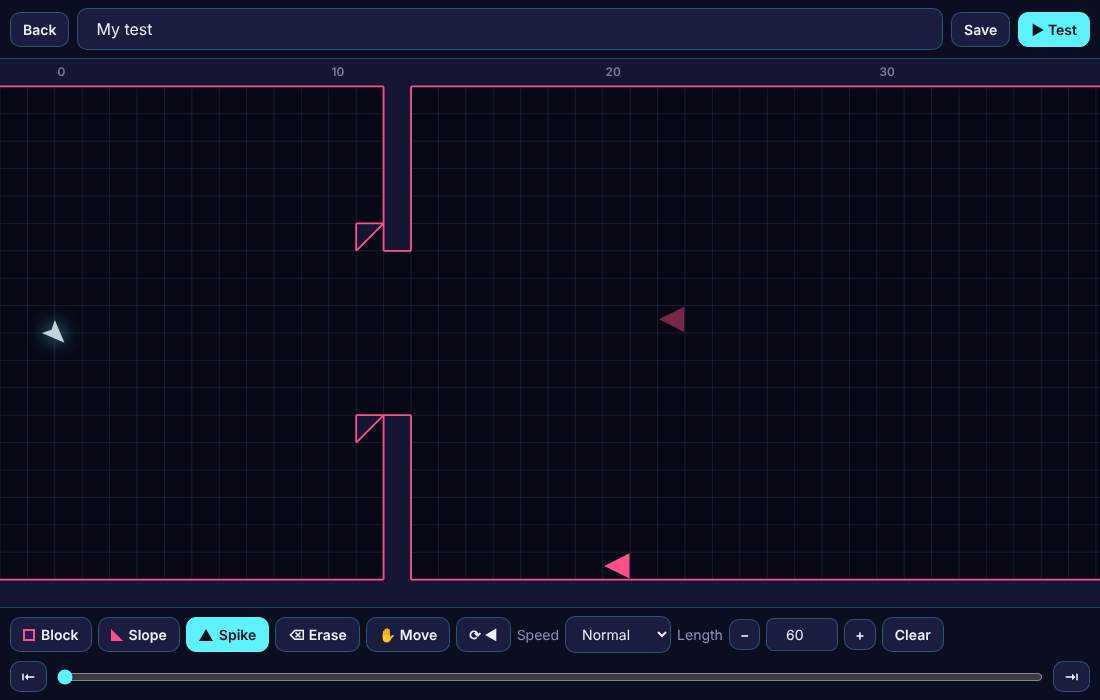 Back
My test
Save
▶ Test
0 10 20 30
Block
Slope
Spike
Erase
Move
Speed
Normal
Length
−
60
+
Clear